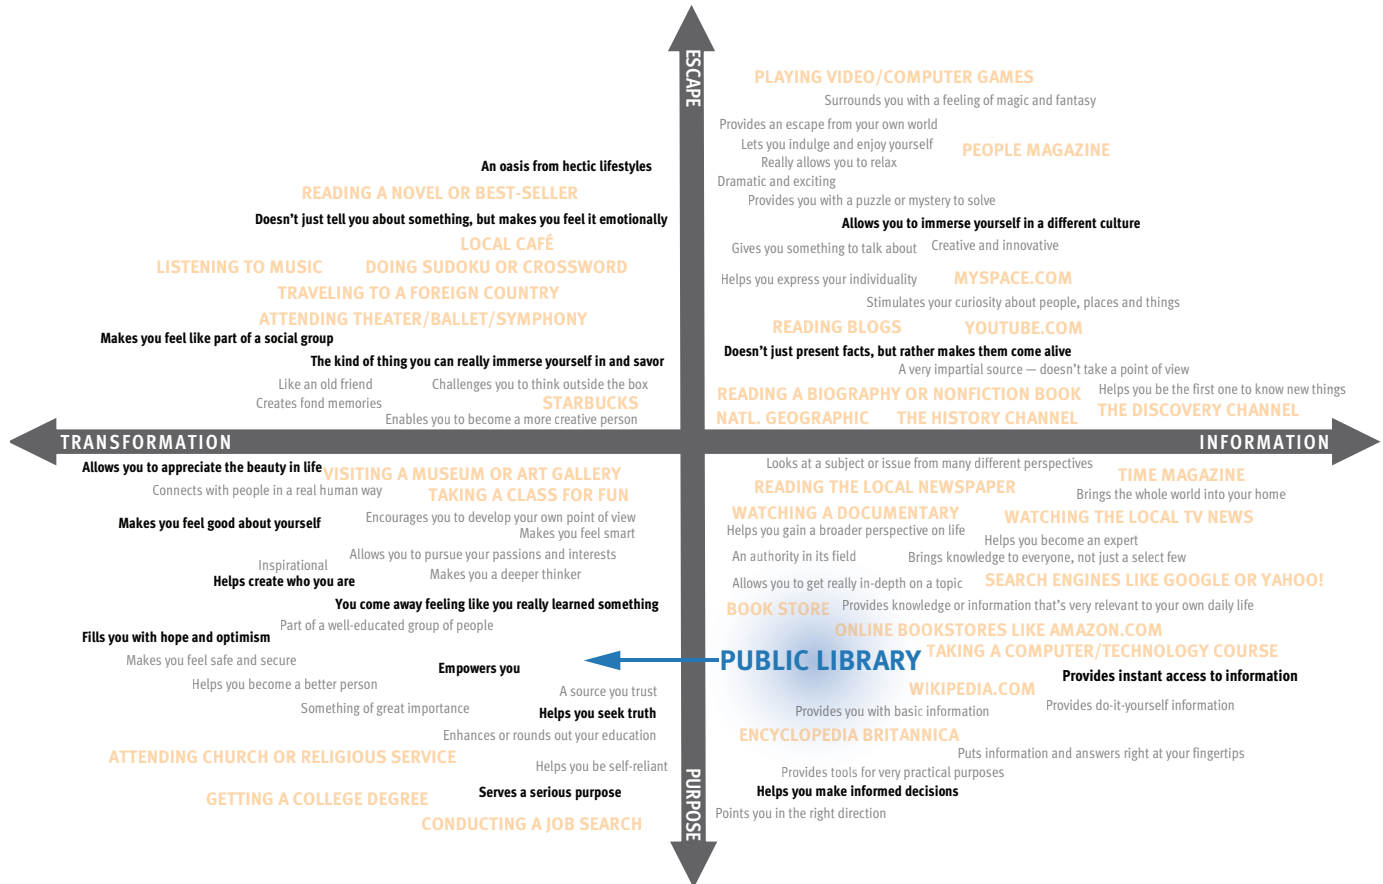 ESCAPE
PLAYING VIDEO/COMPUTER GAMES
Surrounds you with a feeling of magic and fantasy
Provides an escape from your own world
Lets you indulge and enjoy yourself
PEOPLE MAGAZINE
Really allows you to relax
An oasis from hectic lifestyles
Dramatic and exciting
READING A NOVEL OR BEST-SELLER
Provides you with a puzzle or mystery to solve
Doesn't just tell you about something, but makes you feel it emotionally
Allows you to immerse yourself in a different culture
LOCAL CAFÉ
Gives you something to talk about
Creative and innovative
LISTENING TO MUSIC
DOING SUDOKU OR CROSSWORD
Helps you express your individuality
MYSPACE.COM
TRAVELING TO A FOREIGN COUNTRY
Stimulates your curiosity about people, places and things
ATTENDING THEATER/BALLET/SYMPHONY
READING BLOGS
YOUTUBE.COM
Makes you feel like part of a social group
Doesn't just present facts, but rather makes them come alive
The kind of thing you can really immerse yourself in and savor
A very impartial source — doesn't take a point of view
Like an old friend
Challenges you to think outside the box
READING A BIOGRAPHY OR NONFICTION BOOK
Helps you be the first one to know new things
Creates fond memories
STARBUCKS
Enables you to become a more creative person
NATL. GEOGRAPHIC
THE HISTORY CHANNEL
THE DISCOVERY CHANNEL
TRANSFORMATION
INFORMATION
Allows you to appreciate the beauty in life
VISITING A MUSEUM OR ART GALLERY
Looks at a subject or issue from many different perspectives
TIME MAGAZINE
Connects with people in a real human way
TAKING A CLASS FOR FUN
READING THE LOCAL NEWSPAPER
Brings the whole world into your home
Makes you feel good about yourself
Encourages you to develop your own point of view
WATCHING A DOCUMENTARY
WATCHING THE LOCAL TV NEWS
Makes you feel smart
Helps you gain a broader perspective on life
Helps you become an expert
Allows you to pursue your passions and interests
An authority in its field
Brings knowledge to everyone, not just a select few
Inspirational
Makes you a deeper thinker
Helps create who you are
Allows you to get really in-depth on a topic
SEARCH ENGINES LIKE GOOGLE OR YAHOO!
You come away feeling like you really learned something
BOOK STORE
Provides knowledge or information that's very relevant to your own daily life
Part of a well-educated group of people
ONLINE BOOKSTORES LIKE AMAZON.COM
Fills you with hope and optimism
Makes you feel safe and secure
Empowers you
PUBLIC LIBRARY
TAKING A COMPUTER/TECHNOLOGY COURSE
Provides instant access to information
Helps you become a better person
A source you trust
WIKIPEDIA.COM
Something of great importance
Helps you seek truth
Provides you with basic information
Provides do-it-yourself information
Enhances or rounds out your education
ENCYCLOPEDIA BRITANNICA
ATTENDING CHURCH OR RELIGIOUS SERVICE
Helps you be self-reliant
Puts information and answers right at your fingertips
Provides tools for very practical purposes
GETTING A COLLEGE DEGREE
Serves a serious purpose
Helps you make informed decisions
CONDUCTING A JOB SEARCH
Points you in the right direction
PURPOSE